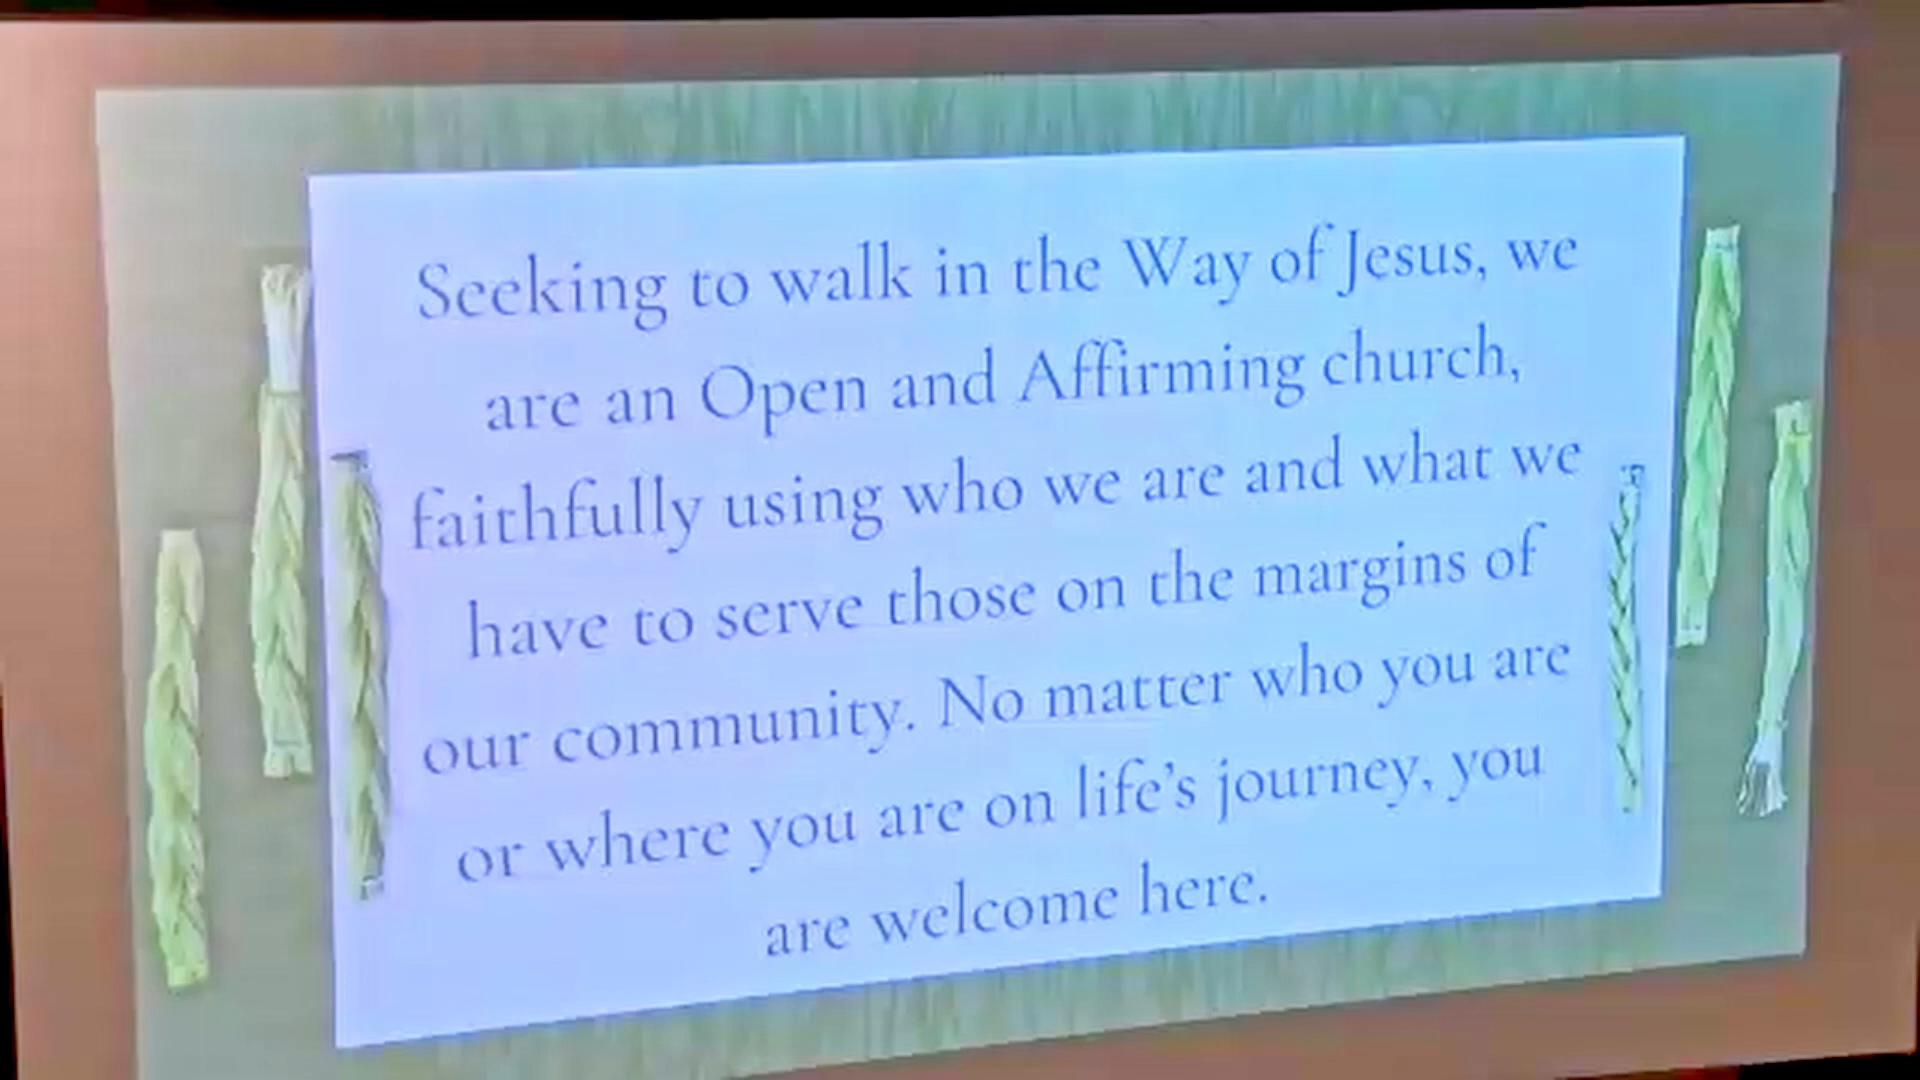 Seeking to walk in the Way of Jesus, we
are an Open and Affirming church,
faithfully using who we are and what we
have to serve those on the margins of
our community. No matter who you are
or where you are on life's journey, you
are welcome here.